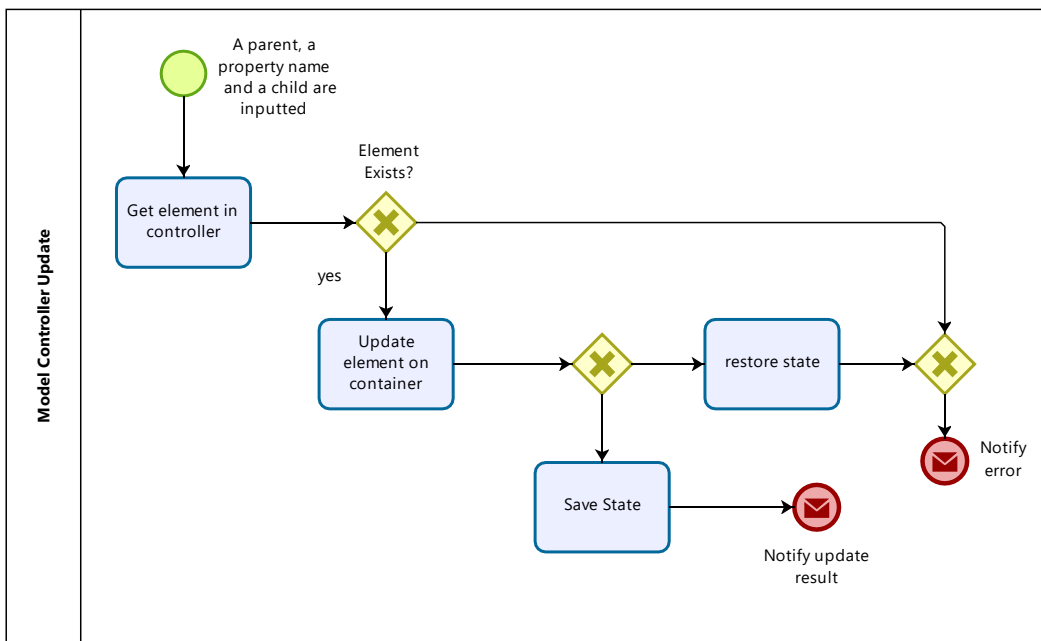 Model Controller Update
A parent, a
property name
and a child are
inputted
Element
Exists?
Get element in
controller
yes
Update
element on
container
restore state
Notify
error
Save State
Notify update
result